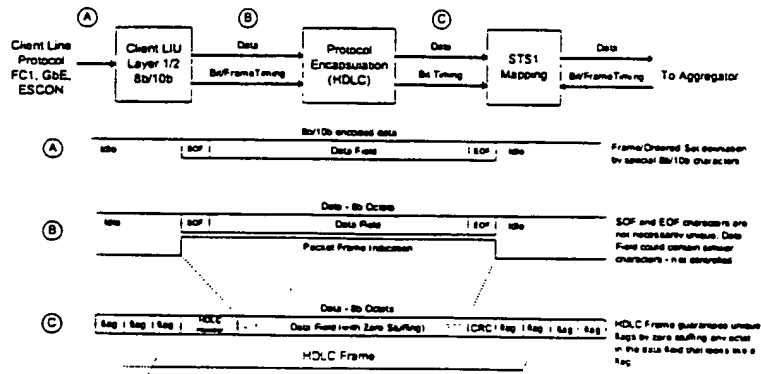 A
B
C
Client Line
Protocol
FC1, GbE,
ESCON
Client LIU
Layer 1/2
8b/10b
Data
Bit/FrameTiming
Protocol
Encapsulation
(HDLC)
Data
Bit Timing
STS1
Mapping
Data
Bit/FrameTiming
To Aggregator
A
8b/10b encoded data
Idle
SOF
Data Field
EOF
Idle
Frame/Ordered Set delineation
by special 8b/10b characters
B
Data - 8b Octets
Idle
SOF
Data Field
EOF
Idle
Packet Frame Indication
SOF and EOF characters are
not necessarily unique. Data
Field could contain similar
characters - not controlled
C
Data - 8b Octets
flag flag flag
HDLC
Data Field (with Zero Stuffing)
CRC flag flag flag flag
HDLC Frame guarantees unique
flags by zero stuffing any octet
in the data field that looks like a
flag
HDLC Frame